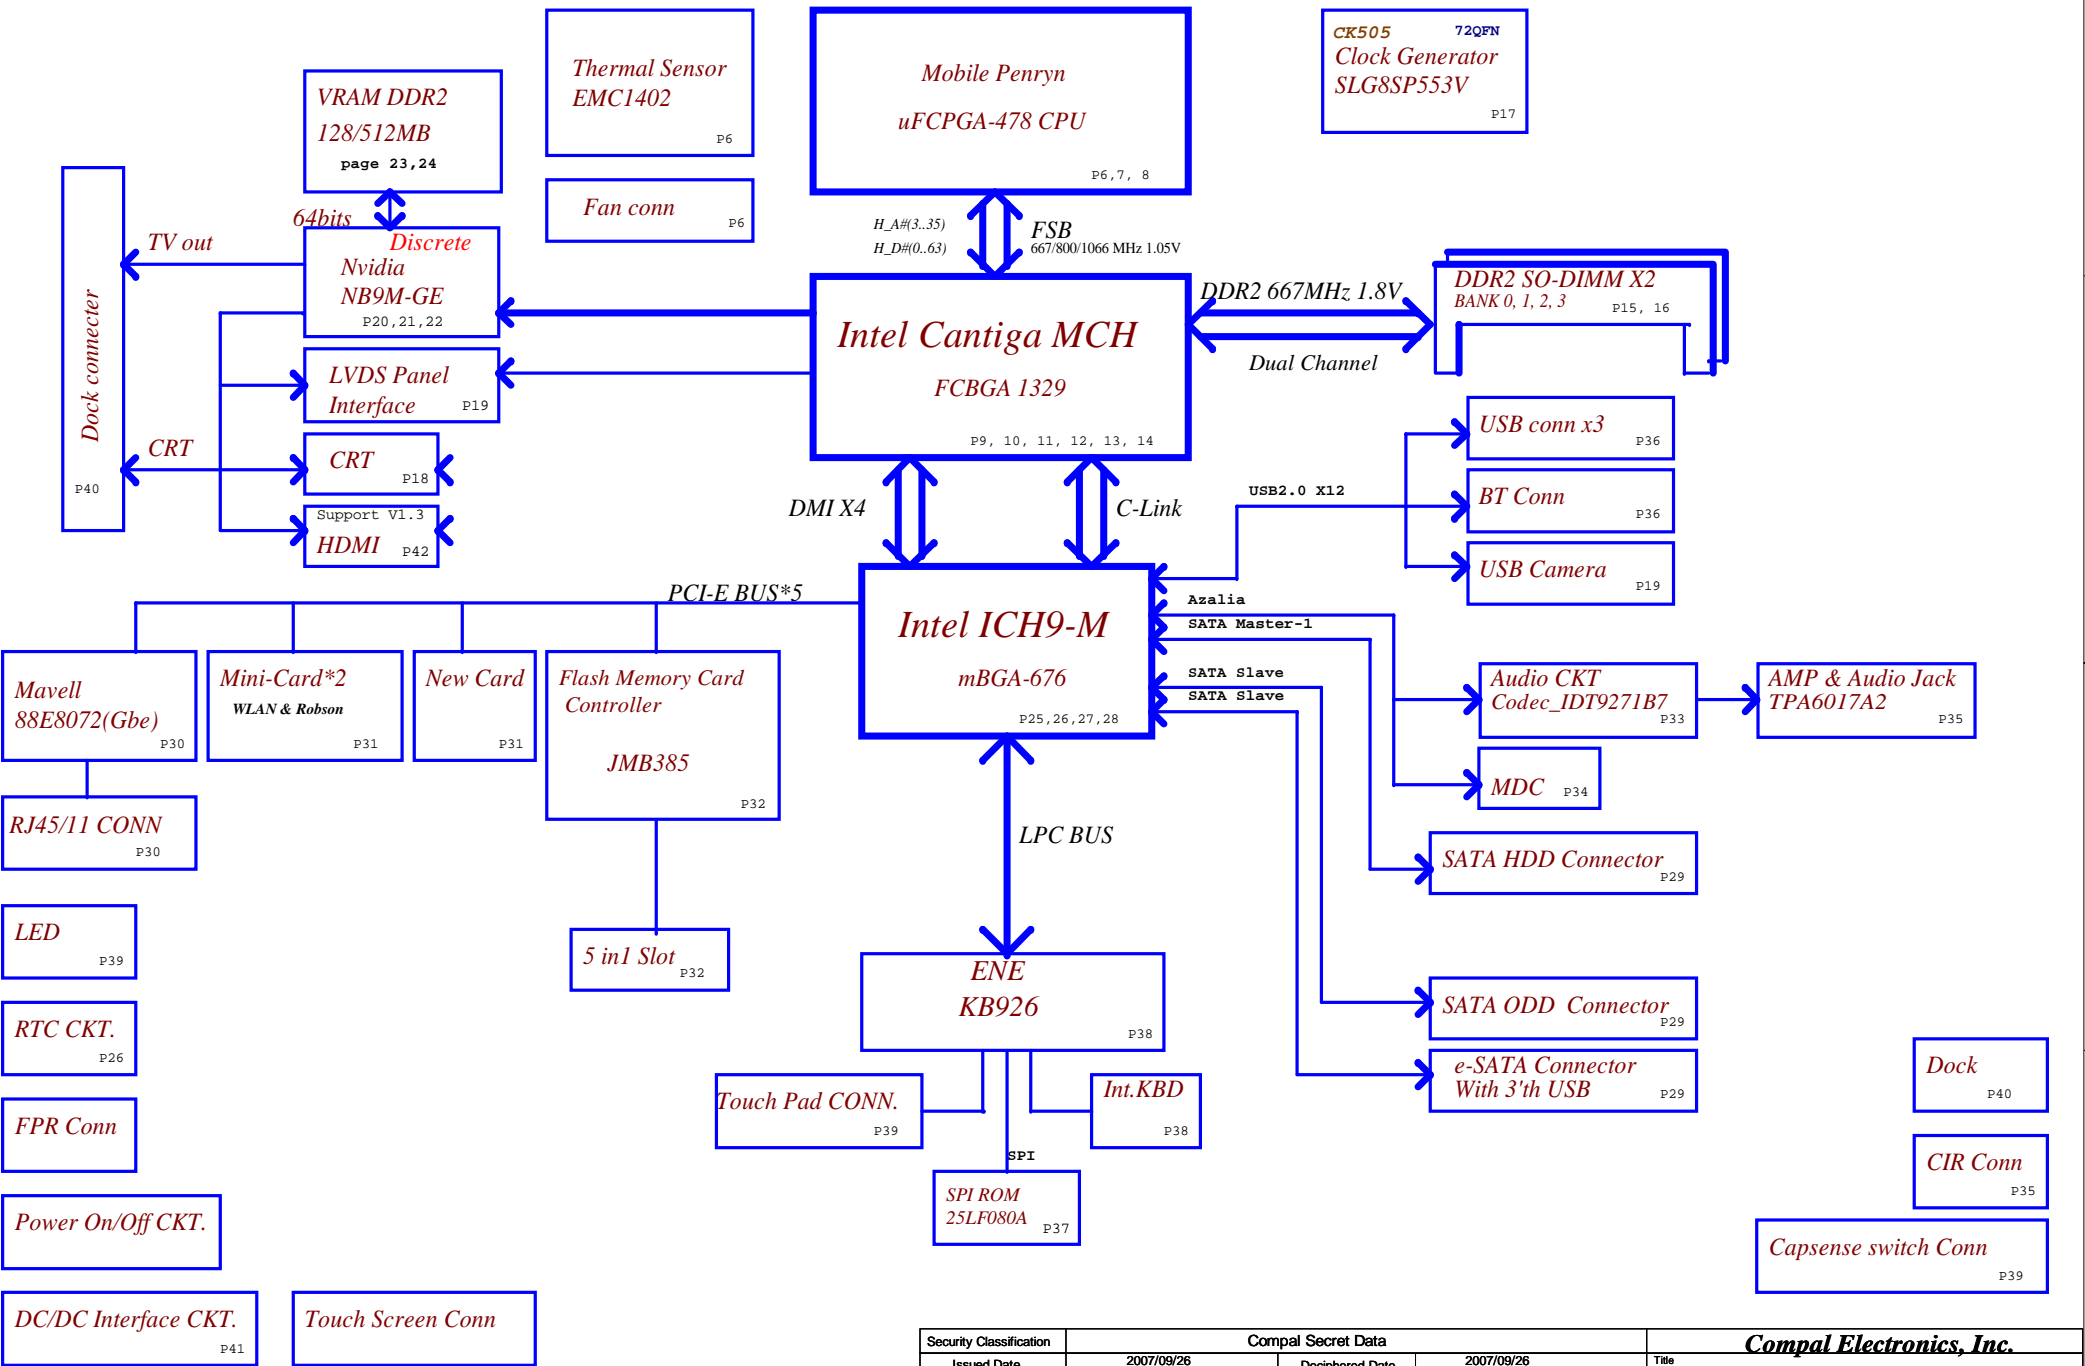 VRAM DDR2
128/512MB
page 23,24
Thermal Sensor
EMC1402
P6
Fan conn
P6
Mobile Penryn
uFCPGA-478 CPU
P6,7, 8
CK505 72QFN
Clock Generator
SLG8SP553V
P17
H_A#(3..35)
H_D#(0..63)
FSB
667/800/1066 MHz 1.05V
64bits
TV out
Discrete
Nvidia
NB9M-GE
P20,21,22
Dock connecter
P40
LVDS Panel
Interface
P19
CRT
CRT
P18
Support V1.3
HDMI
P42
Intel Cantiga MCH
FCBGA 1329
P9, 10, 11, 12, 13, 14
DDR2 667MHz 1.8V
Dual Channel
DDR2 SO-DIMM X2
BANK 0, 1, 2, 3
P15, 16
USB conn x3
P36
BT Conn
P36
USB Camera
P19
USB2.0 X12
DMI X4
C-Link
PCI-E BUS*5
Intel ICH9-M
mBGA-676
P25,26,27,28
Azalia
SATA Master-1
SATA Slave
SATA Slave
Mavell
88E8072(Gbe)
P30
Mini-Card*2
WLAN & Robson
P31
New Card
P31
Flash Memory Card
Controller
JMB385
P32
Audio CKT
Codec_IDT9271B7
P33
AMP & Audio Jack
TPA6017A2
P35
MDC
P34
RJ45/11 CONN
P30
LPC BUS
SATA HDD Connector
P29
LED
P39
5 in1 Slot
P32
ENE
KB926
P38
SATA ODD  Connector
P29
RTC CKT.
P26
e-SATA Connector
With 3'th USB
P29
Touch Pad CONN.
P39
Int.KBD
P38
Dock
P40
FPR Conn
SPI
SPI ROM
25LF080A
P37
CIR Conn
P35
Power On/Off CKT.
Capsense switch Conn
P39
DC/DC Interface CKT.
P41
Touch Screen Conn
Security Classification
Compal Secret Data
Compal Electronics, Inc.
Issued Date
2007/09/26
Deciphered Date
2007/09/26
Title